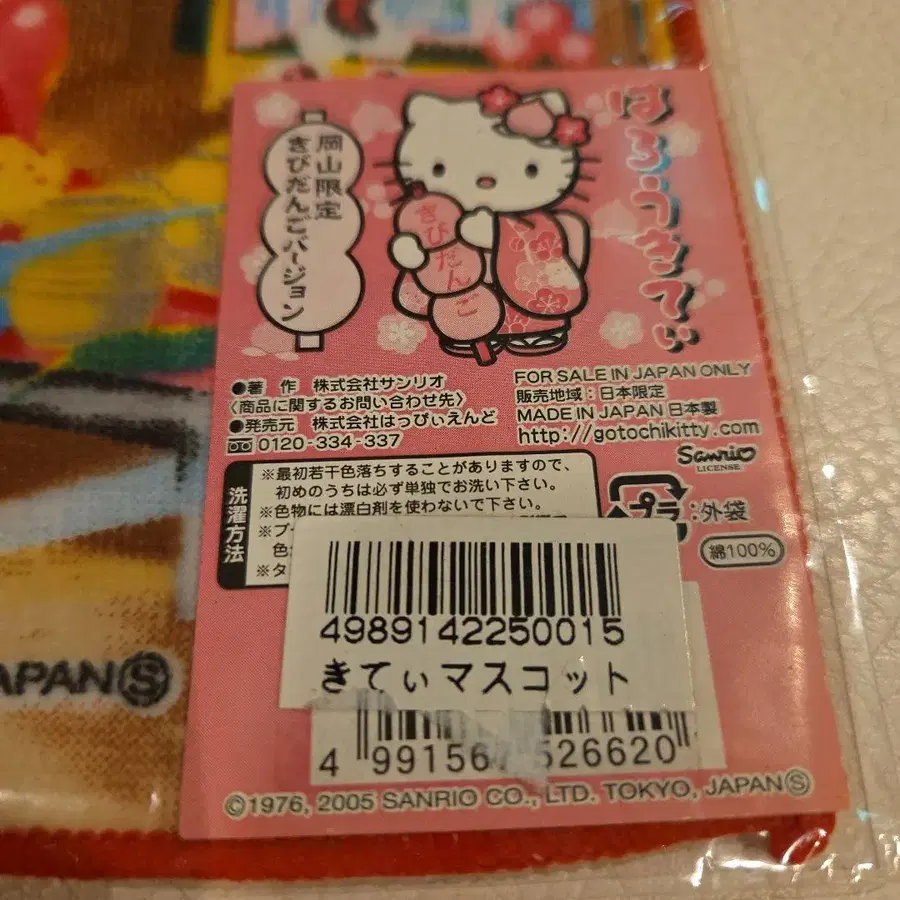 はろうきてぃ
岡山限定
きびだんごバージョン
きびだんご
●著 作 株式会社サンリオ
〈商品に関するお問い合わせ先〉
●発売元 株式会社はっぴぃえんど
0120-334-337
FOR SALE IN JAPAN ONLY
販売地域：日本限定
MADE IN JAPAN 日本製
http://gotochikitty.com
Sanrio
LICENSE
洗濯方法
※最初若干色落ちすることがありますので、
初めのうちは必ず単独でお洗い下さい。
※色物には漂白剤を使わないで下さい。
プラ：外袋
綿100%
4989142250015
きてぃマスコット
4 991567 526620
©1976, 2005 SANRIO CO., LTD. TOKYO, JAPAN Ⓢ
JAPAN Ⓢ